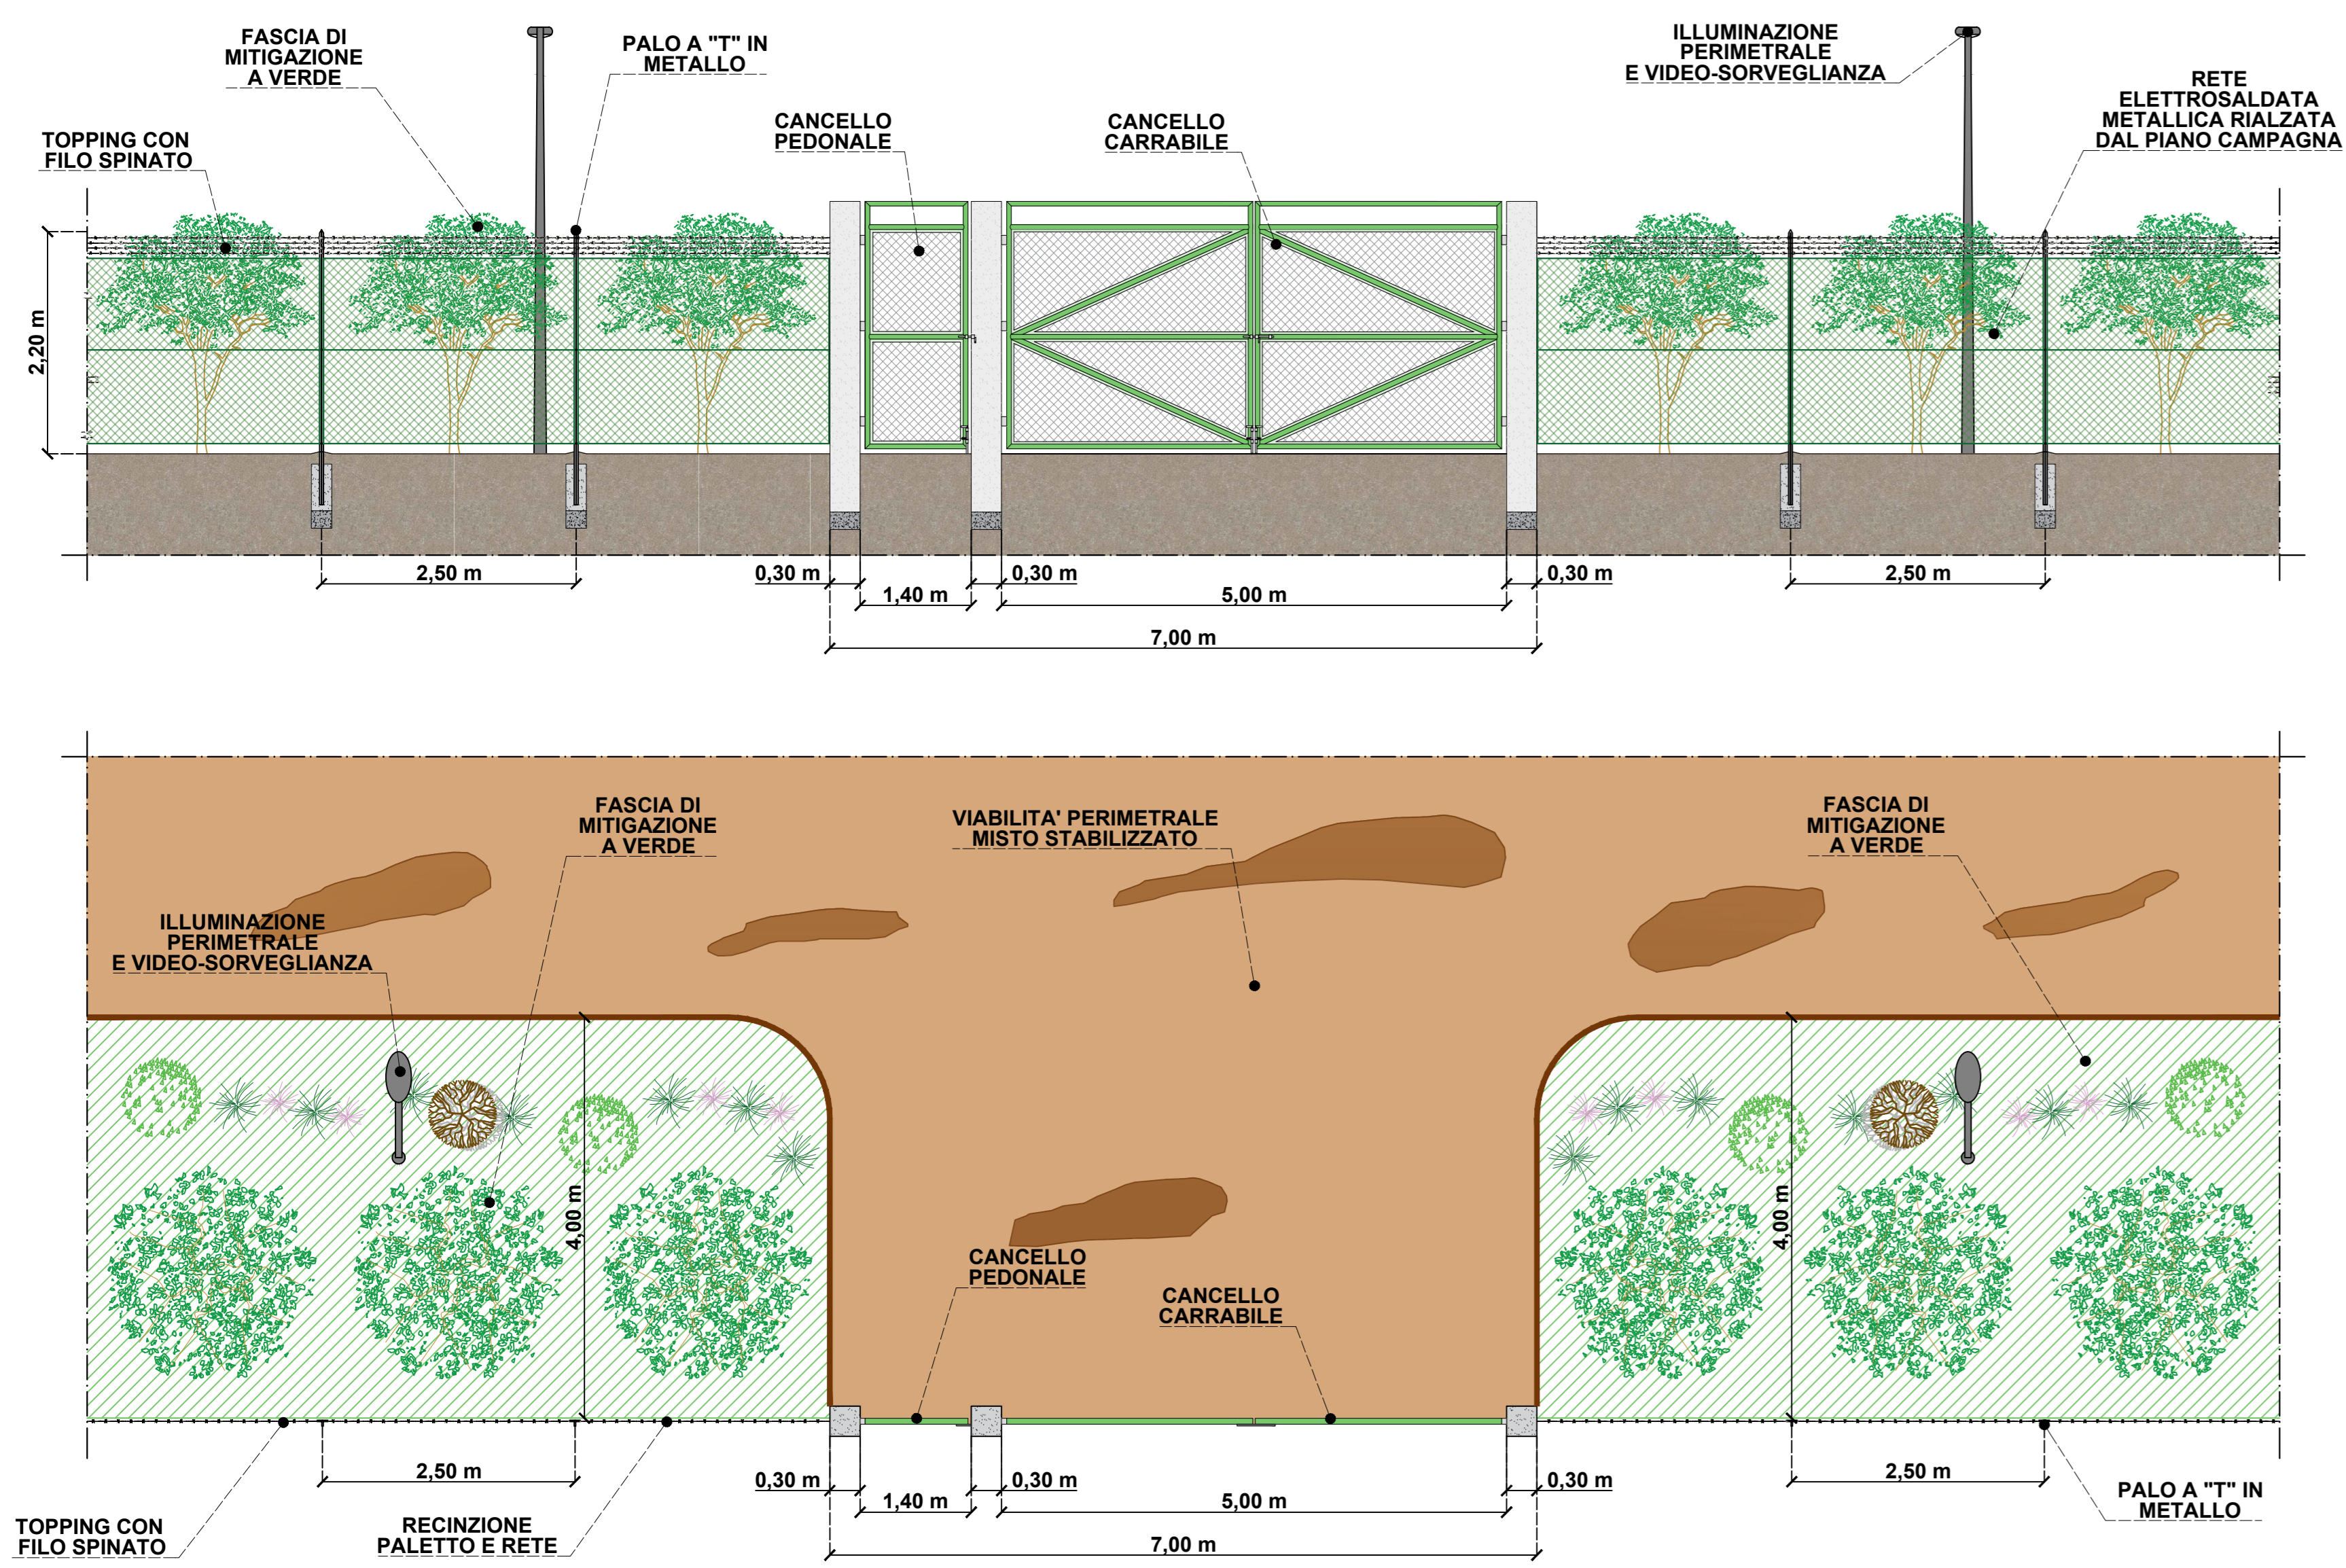 FASCIA DI
MITIGAZIONE
A VERDE
PALO A "T" IN
METALLO
ILLUMINAZIONE
PERIMETRALE
E VIDEO-SORVEGLIANZA
RETE
ELETTROSALDATA
METALLICA RIALZATA
DAL PIANO CAMPAGNA
TOPPING CON
FILO SPINATO
CANCELLO
PEDONALE
CANCELLO
CARRABILE
2,20 m
2,50 m
0,30 m
0,30 m
0,30 m
2,50 m
1,40 m
5,00 m
7,00 m
FASCIA DI
MITIGAZIONE
A VERDE
VIABILITA' PERIMETRALE
MISTO STABILIZZATO
FASCIA DI
MITIGAZIONE
A VERDE
ILLUMINAZIONE
PERIMETRALE
E VIDEO-SORVEGLIANZA
4,00 m
4,00 m
CANCELLO
PEDONALE
CANCELLO
CARRABILE
2,50 m
0,30 m
0,30 m
0,30 m
2,50 m
1,40 m
5,00 m
7,00 m
TOPPING CON
FILO SPINATO
RECINZIONE
PALETTO E RETE
PALO A "T" IN
METALLO